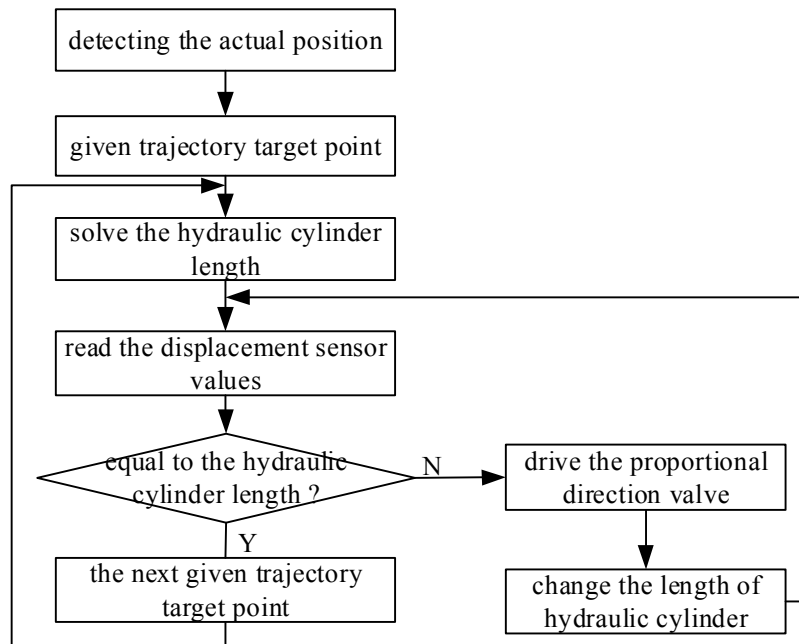 detecting the actual position
given trajectory target point
solve the hydraulic cylinder
length
read the displacement sensor
values
equal to the hydraulic
cylinder length ?
N
drive the proportional
direction valve
Y
the next given trajectory
target point
change the length of
hydraulic cylinder